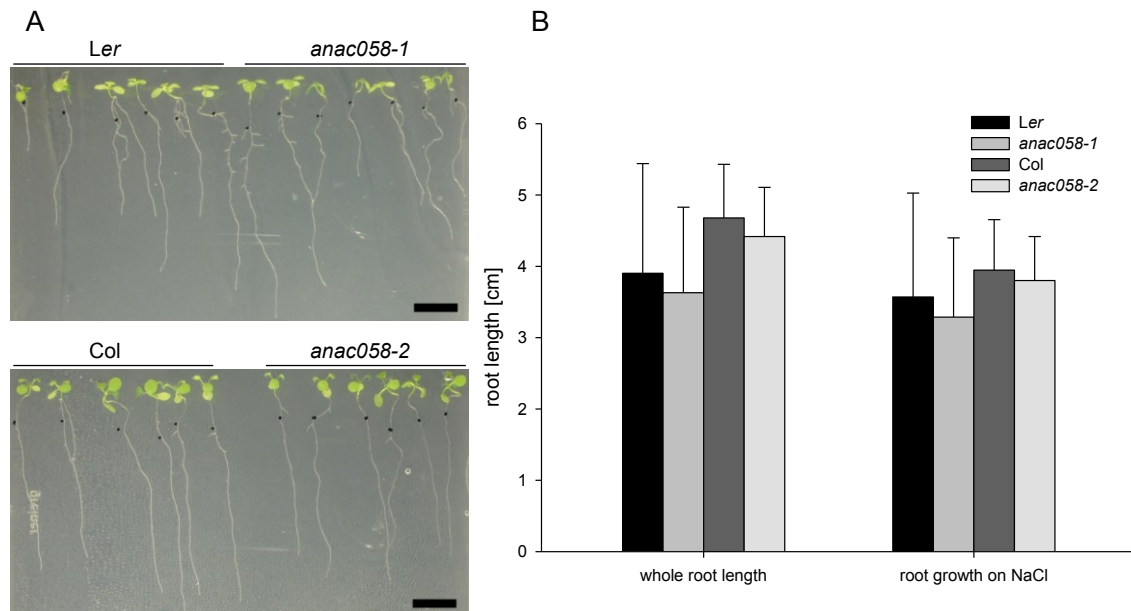 A
Ler
anac058-1
Col
anac058-2
B
root length [cm]
6
5
4
3
2
1
0
Ler
anac058-1
Col
anac058-2
whole root length
root growth on NaCl